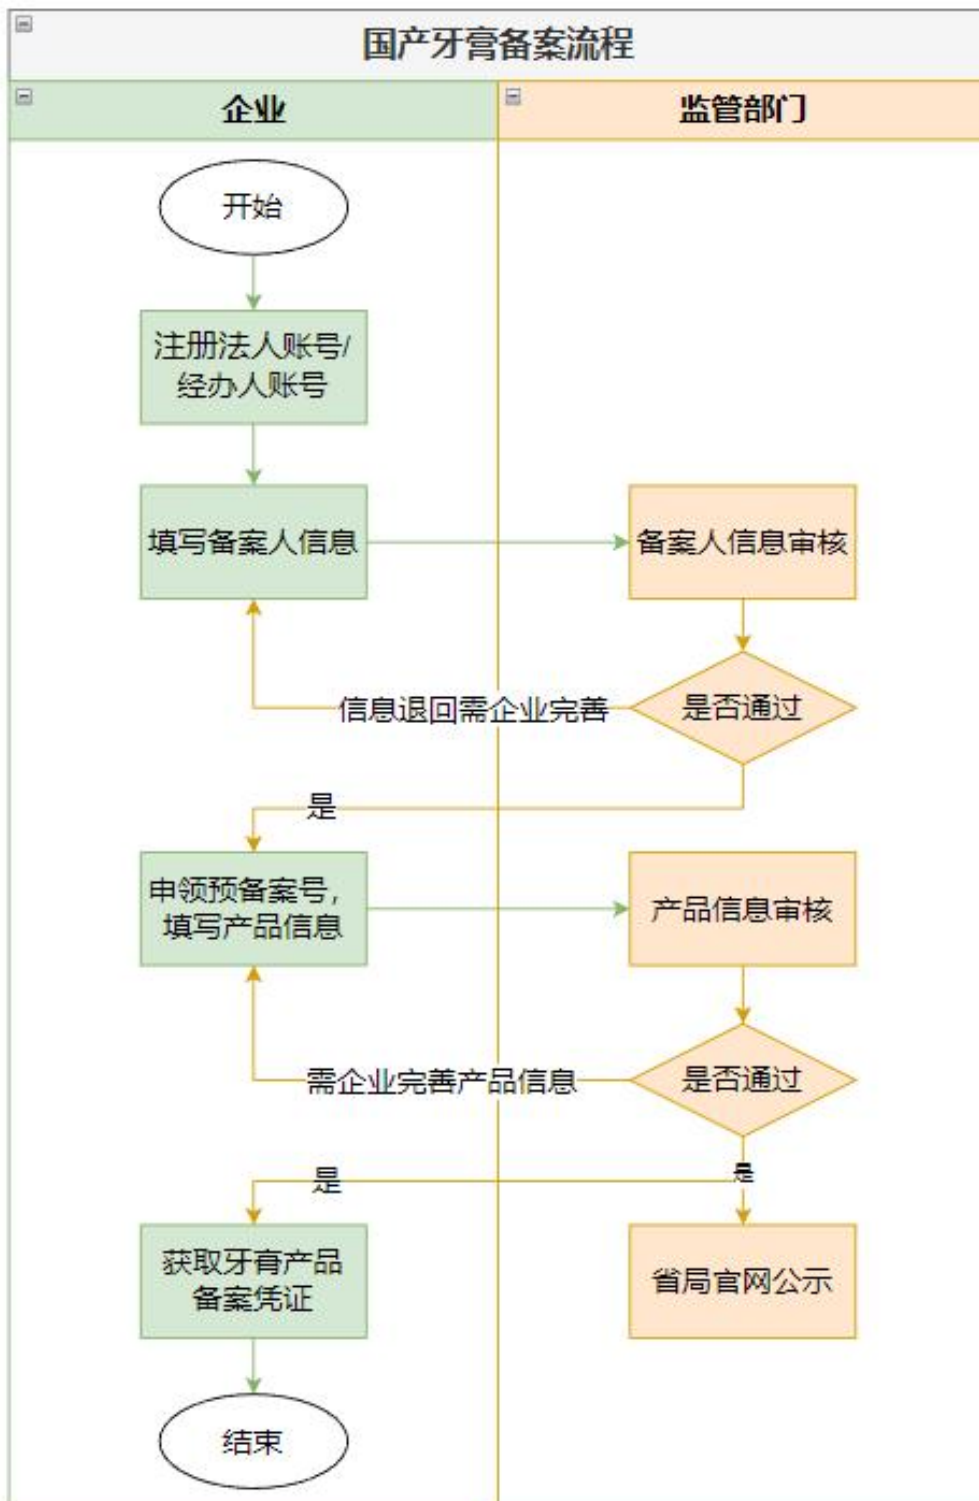 国产牙膏备案流程
企业
监管部门
开始
注册法人账号/
经办人账号
填写备案人信息
备案人信息审核
信息退回需企业完善
是否通过
是
申领预备案号，
填写产品信息
产品信息审核
需企业完善产品信息
是否通过
是
是
获取牙膏产品
备案凭证
省局官网公示
结束